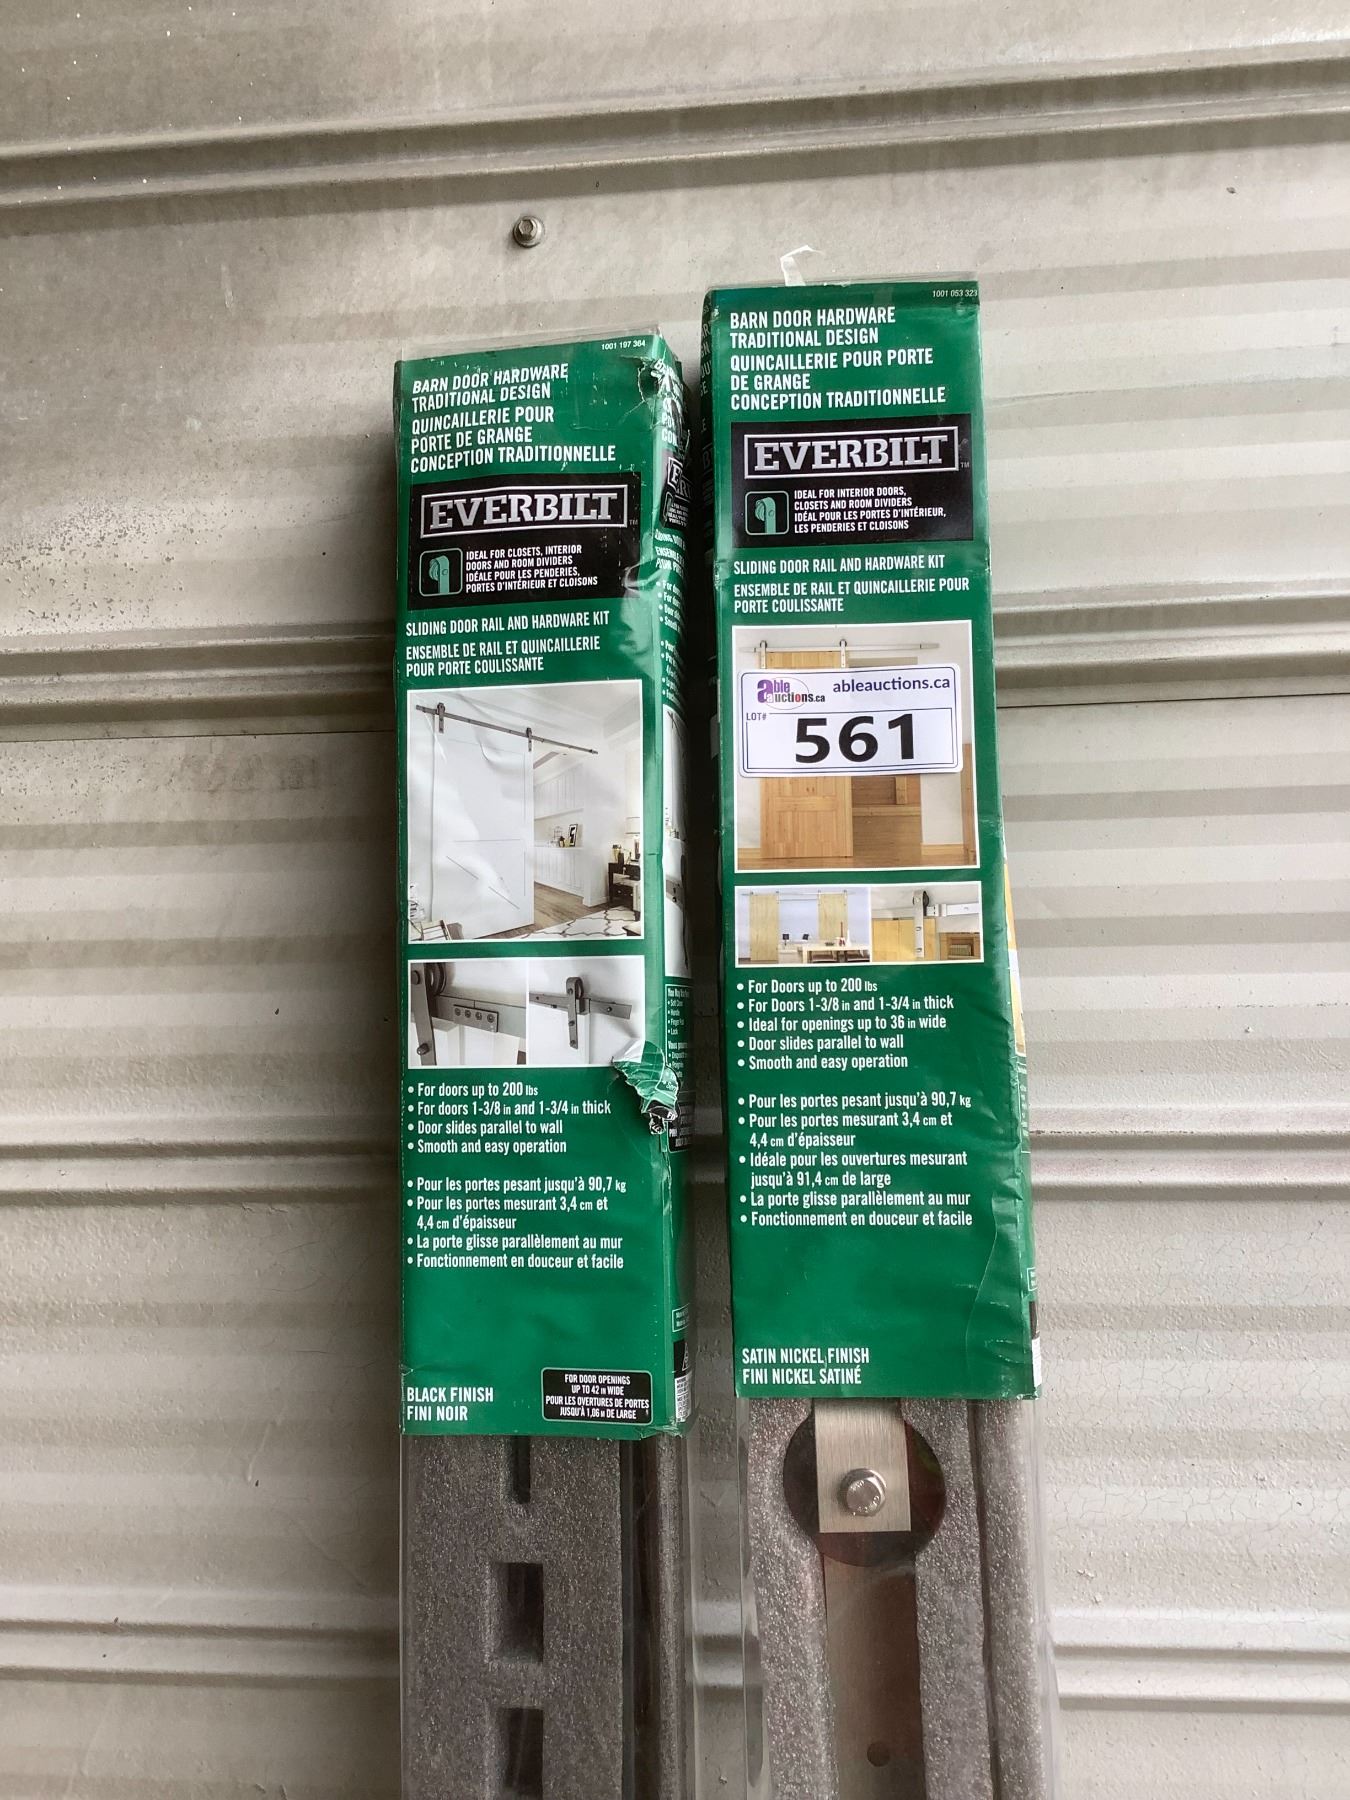 1001 197 364
BARN DOOR HARDWARE
TRADITIONAL DESIGN
QUINCAILLERIE POUR
PORTE DE GRANGE
CONCEPTION TRADITIONNELLE
EVERBILT
TM
IDEAL FOR CLOSETS, INTERIOR
DOORS AND ROOM DIVIDERS
IDÉALE POUR LES PENDERIES,
PORTES D'INTÉRIEUR ET CLOISONS
SLIDING DOOR RAIL AND HARDWARE KIT
ENSEMBLE DE RAIL ET QUINCAILLERIE
POUR PORTE COULISSANTE
• For doors up to 200 lbs
• For doors 1-3/8 in and 1-3/4 in thick
• Door slides parallel to wall
• Smooth and easy operation
• Pour les portes pesant jusqu'à 90,7 kg
• Pour les portes mesurant 3,4 cm et
4,4 cm d'épaisseur
• La porte glisse parallèlement au mur
• Fonctionnement en douceur et facile
BLACK FINISH
FINI NOIR
FOR DOOR OPENINGS
UP TO 42 IN WIDE
POUR LES OVERTURES DE PORTES
JUSQU'À 1,06 M DE LARGE
1001 053 323
BARN DOOR HARDWARE
TRADITIONAL DESIGN
QUINCAILLERIE POUR PORTE
DE GRANGE
CONCEPTION TRADITIONNELLE
EVERBILT
TM
IDEAL FOR INTERIOR DOORS,
CLOSETS AND ROOM DIVIDERS
IDÉAL POUR LES PORTES D'INTÉRIEUR,
LES PENDERIES ET CLOISONS
SLIDING DOOR RAIL AND HARDWARE KIT
ENSEMBLE DE RAIL ET QUINCAILLERIE POUR
PORTE COULISSANTE
able auctions.ca
ableauctions.ca
LOT#
561
• For Doors up to 200 lbs
• For Doors 1-3/8 in and 1-3/4 in thick
• Ideal for openings up to 36 in wide
• Door slides parallel to wall
• Smooth and easy operation
• Pour les portes pesant jusqu'à 90,7 kg
• Pour les portes mesurant 3,4 cm et
4,4 cm d'épaisseur
• Idéale pour les ouvertures mesurant
jusqu'à 91,4 cm de large
• La porte glisse parallèlement au mur
• Fonctionnement en douceur et facile
SATIN NICKEL FINISH
FINI NICKEL SATINÉ